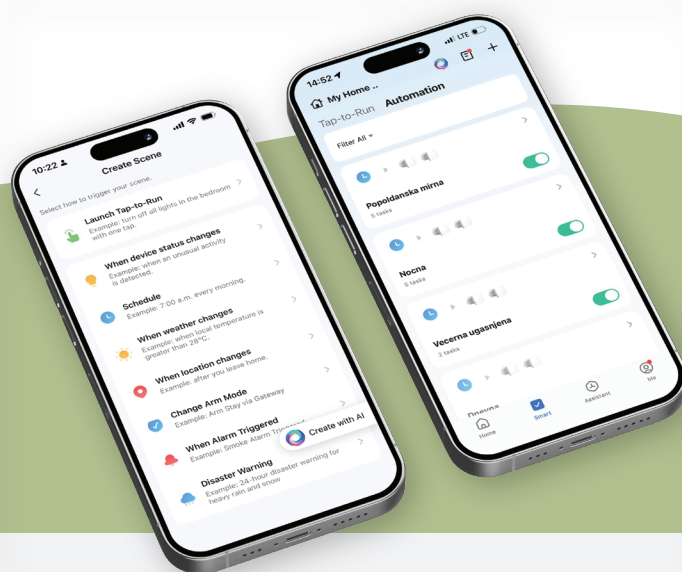 10:22
Create Scene
Select how to trigger your scene.
Launch Tap-to-Run
Example: turn off all lights in the bedroom
with one tap.
When device status changes
Example: when an unusual activity
is detected.
Schedule
Example: 7:00 a.m. every morning.
When weather changes
Example: when local temperature is
greater than 28°C.
When location changes
Example: after you leave home.
Change Arm Mode
Example: Arm Stay via Gateway
When Alarm Triggered
Example: Smoke Alarm Triggered
Create with AI
Disaster Warning
Example: 24-hour disaster warning for
heavy rain and snow
14:52
LTE
My Home ..
Tap-to-Run Automation
Filter All
Popoldanska mirna
5 tasks
Nocna
5 tasks
Vecerna ugasnjena
2 tasks
Dnevna
Home
Smart
Assistant
Me